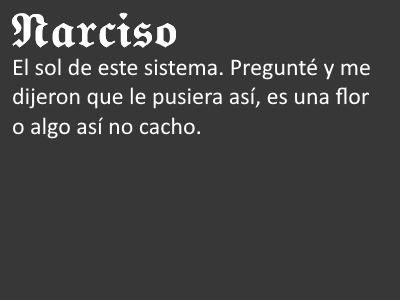 Narciso
El sol de este sistema. Pregunté y me
dijeron que le pusiera así, es una flor
o algo así no cacho.